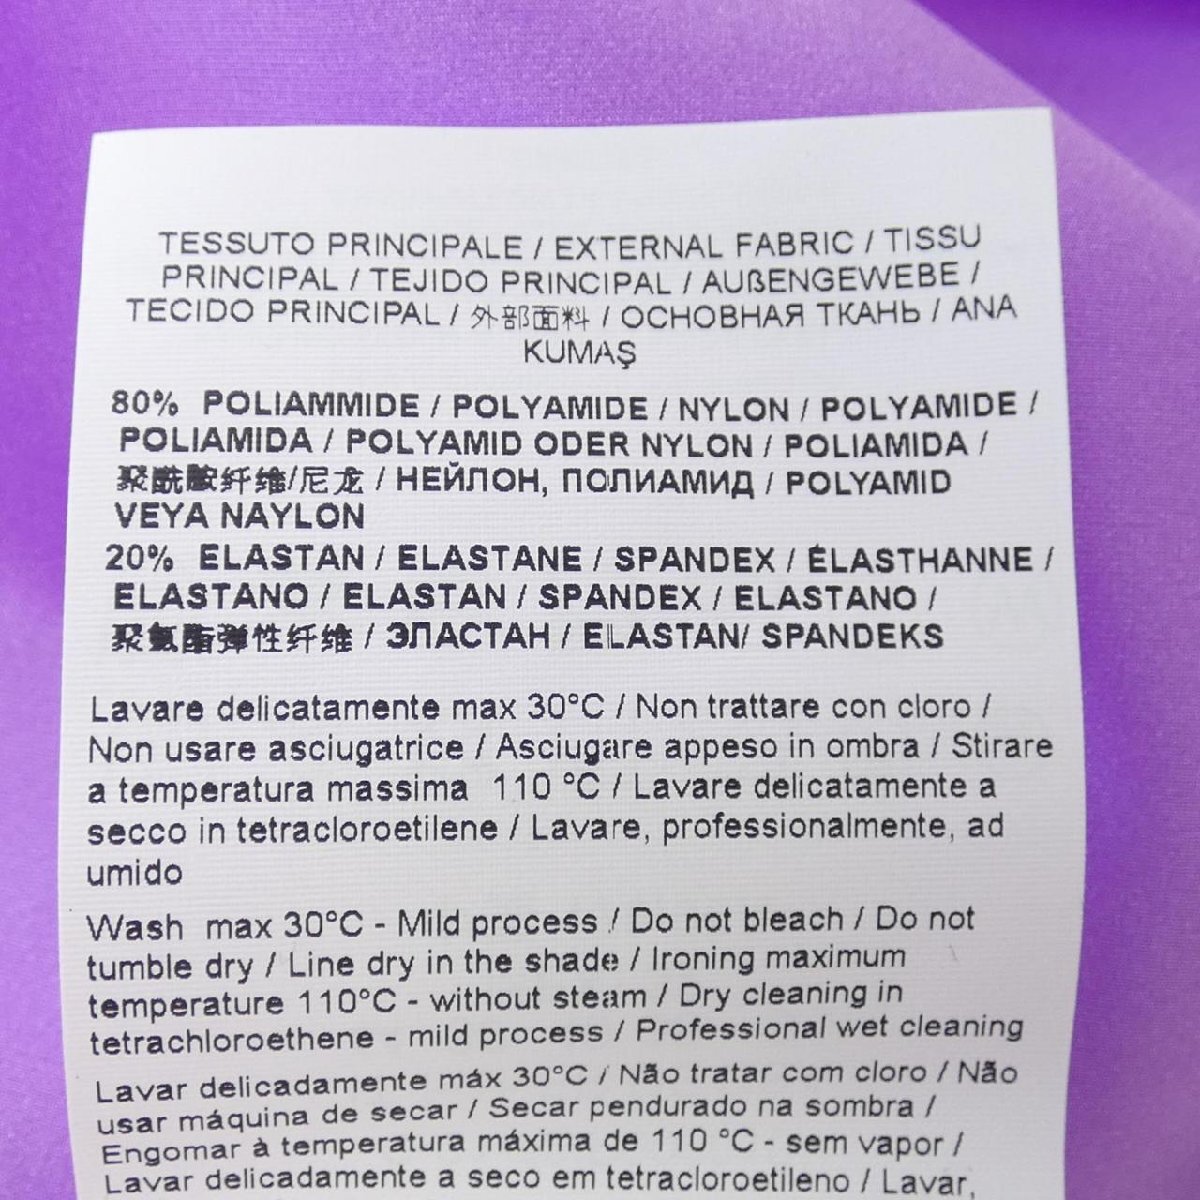 TESSUTO PRINCIPALE / EXTERNAL FABRIC / TISSU
PRINCIPAL / TEJIDO PRINCIPAL / AUßENGEWEBE /
TECIDO PRINCIPAL / 外部面料 / ОСНОВНАЯ ТКАНЬ / ANA
KUMAŞ
80% POLIAMMIDE / POLYAMIDE / NYLON / POLYAMIDE /
POLIAMIDA / POLYAMID ODER NYLON / POLIAMIDA /
聚酰胺纤维/尼龙 / НЕЙЛОН, ПОЛИАМИД / POLYAMID
VEYA NAYLON
20% ELASTAN / ELASTANE / SPANDEX / ÉLASTHANNE /
ELASTANO / ELASTAN / SPANDEX / ELASTANO /
聚氨酯弹性纤维 / ЭЛАСТАН / ELASTAN/ SPANDEKS
Lavare delicatamente max 30°C / Non trattare con cloro /
Non usare asciugatrice / Asciugare appeso in ombra / Stirare
a temperatura massima 110 °C / Lavare delicatamente a
secco in tetracloroetilene / Lavare, professionalmente, ad
umido
Wash max 30°C - Mild process / Do not bleach / Do not
tumble dry / Line dry in the shade / Ironing maximum
temperature 110°C - without steam / Dry cleaning in
tetrachloroethene - mild process / Professional wet cleaning
Lavar delicadamente máx 30°C / Não tratar com cloro / Não
usar máquina de secar / Secar pendurado na sombra /
Engomar à temperatura máxima de 110 °C - sem vapor /
Lavar delicadamente a seco em tetracloroetileno / Lavar,